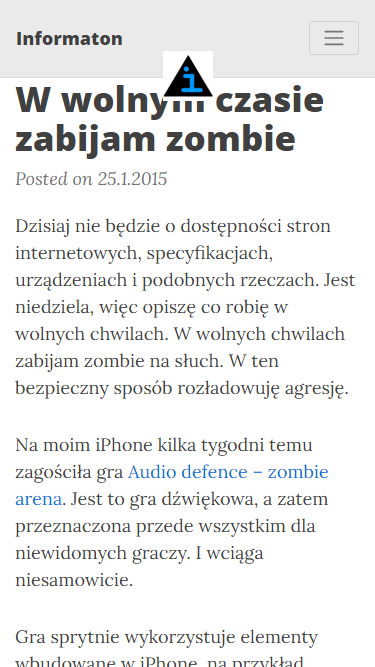 Informaton
W wolnym czasie
zabijam zombie
Posted on 25.1.2015
Dzisiaj nie będzie o dostępności stron
internetowych, specyfikacjach,
urządzeniach i podobnych rzeczach. Jest
niedziela, więc opiszę co robię w
wolnych chwilach. W wolnych chwilach
zabijam zombie na słuch. W ten
bezpieczny sposób rozładowuję agresję.
Na moim iPhone kilka tygodni temu
zagościła gra Audio defence – zombie
arena. Jest to gra dźwiękowa, a zatem
przeznaczona przede wszystkim dla
niewidomych graczy. I wciąga
niesamowicie.
Gra sprytnie wykorzystuje elementy
wbudowane w iPhone, na przykład